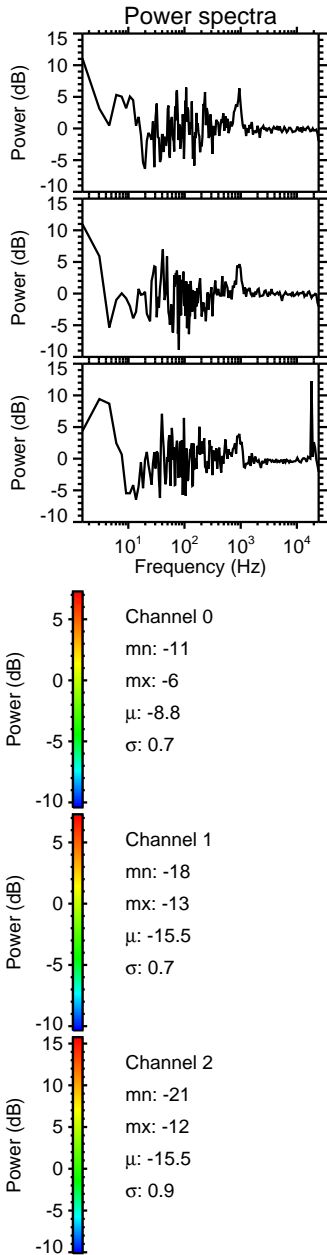 Power spectra
15
10
5
0
-5
-10
Power (dB)
15
10
5
0
-5
-10
Power (dB)
15
10
5
0
-5
-10
Power (dB)
10¹ 10² 10³ 10⁴
Frequency (Hz)
5
0
-5
-10
Power (dB)
Channel 0
mn: -11
mx: -6
μ: -8.8
σ: 0.7
5
0
-5
-10
Power (dB)
Channel 1
mn: -18
mx: -13
μ: -15.5
σ: 0.7
15
10
5
0
-5
-10
Power (dB)
Channel 2
mn: -21
mx: -12
μ: -15.5
σ: 0.9